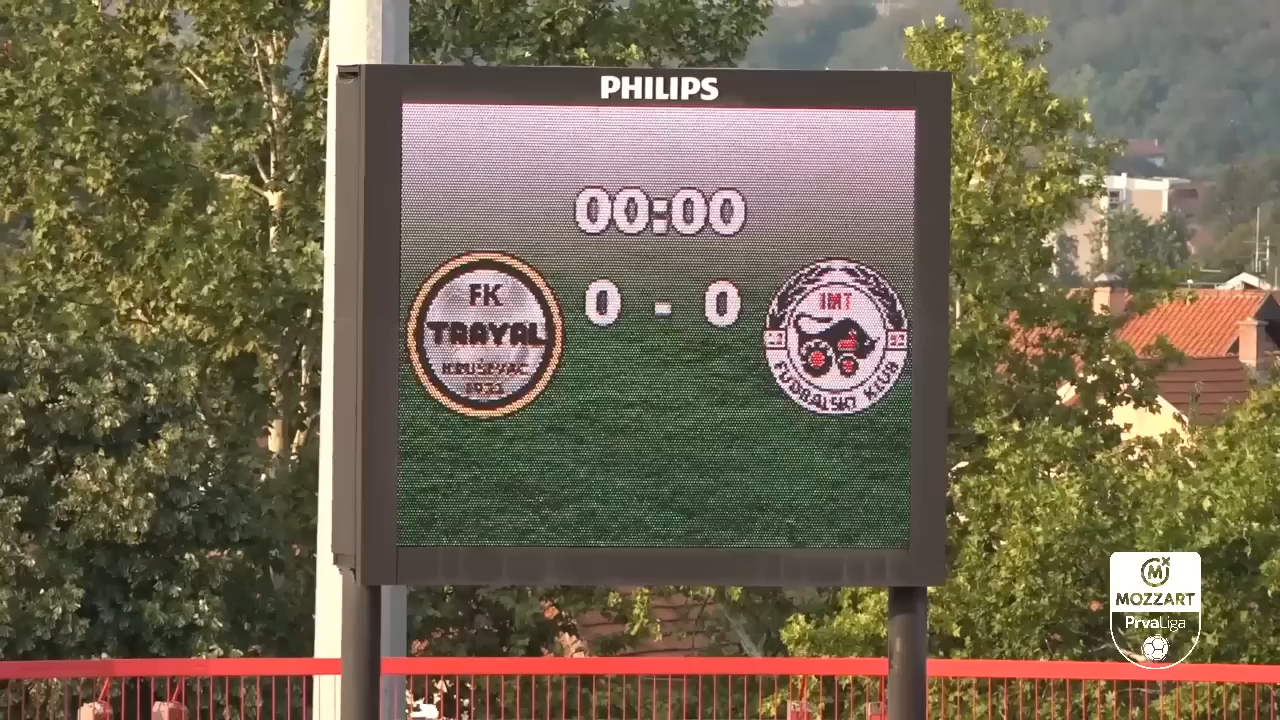 PHILIPS
00:00
0 - 0
FK
TRAYAL
KRUŠEVAC
IMT
FUDBALSKI KLUB
MOZZART
PrvaLiga